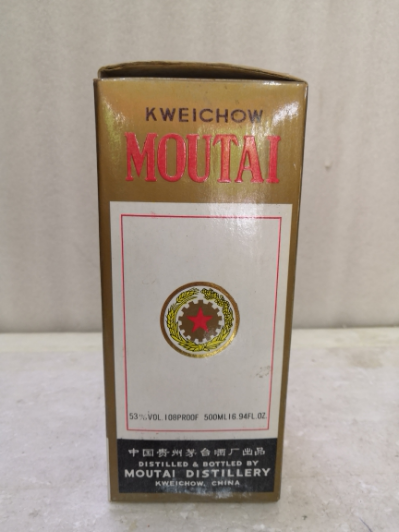 KWEICHOW
MOUTAI
53%VOL.108PROOF 500ML16.94FL.OZ.
中国贵州茅台酒厂出品
DISTILLED & BOTTLED BY
MOUTAI DISTILLERY
KWEICHOW, CHINA